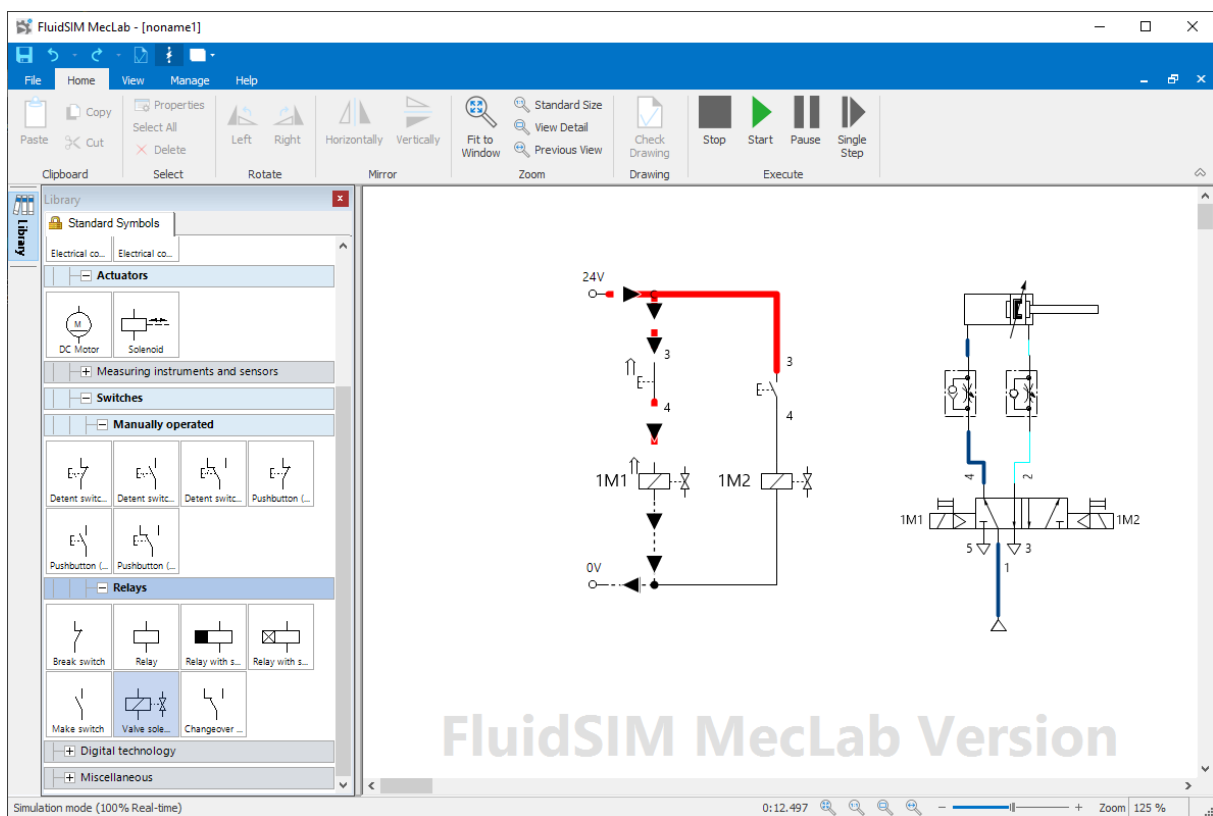 FluidSIM MecLab - [noname1]
File Home View Manage Help
Paste
Copy
Cut
Clipboard
Properties
Select All
Delete
Select
Left Right
Rotate
Horizontally Vertically
Mirror
Fit to
Window
Standard Size
View Detail
Previous View
Zoom
Check
Drawing
Drawing
Stop Start Pause Single
Step
Execute
Library
Library
Standard Symbols
Electrical co... Electrical co...
Actuators
M
DC Motor Solenoid
Measuring instruments and sensors
Switches
Manually operated
Detent switc... Detent switc... Detent switc... Pushbutton (...
Pushbutton (... Pushbutton (...
Relays
Break switch Relay Relay with s... Relay with s...
Make switch Valve sole... Changeover ...
Digital technology
Miscellaneous
24V
3
4
3
4
1M1
1M2
0V
4 2
1M1
1M2
5 3
1
FluidSIM MecLab Version
Simulation mode (100% Real-time)
0:12.497
Zoom 125 %